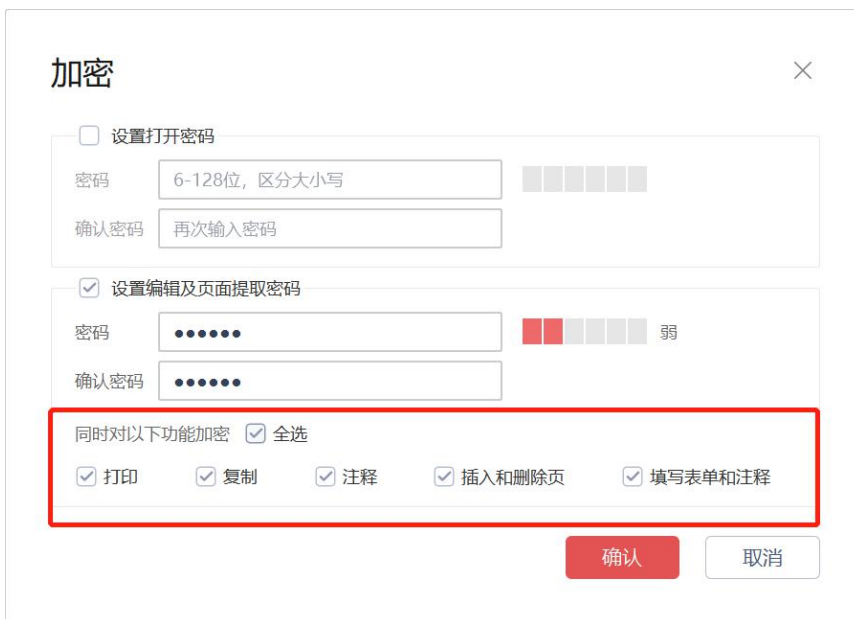 加密
设置打开密码
密码 6-128位，区分大小写
确认密码 再次输入密码
设置编辑及页面提取密码
密码 ●●●●●● 弱
确认密码 ●●●●●●
同时对以下功能加密 全选
打印 复制 注释 插入和删除页 填写表单和注释
确认 取消